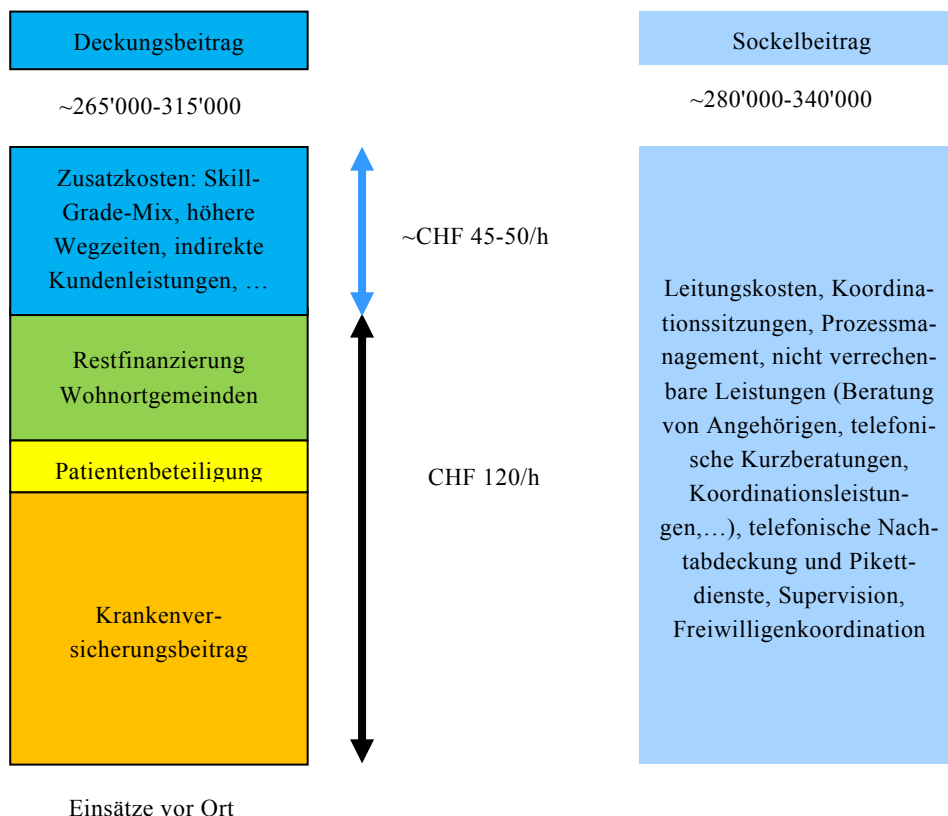 Deckungsbeitrag
~265'000-315'000
Zusatzkosten: Skill-
Grade-Mix, höhere
Wegzeiten, indirekte
Kundenleistungen, …
Restfinanzierung
Wohnortgemeinden
Patientenbeteiligung
Krankenver-
sicherungsbeitrag
Einsätze vor Ort
~CHF 45-50/h
CHF 120/h
Sockelbeitrag
~280'000-340'000
Leitungskosten, Koordina-
tionssitzungen, Prozessma-
nagement, nicht verrechen-
bare Leistungen (Beratung
von Angehörigen, telefoni-
sche Kurzberatungen,
Koordinationsleistun-
gen,…), telefonische Nach-
tabdeckung und Pikett-
dienste, Supervision,
Freiwilligenkoordination